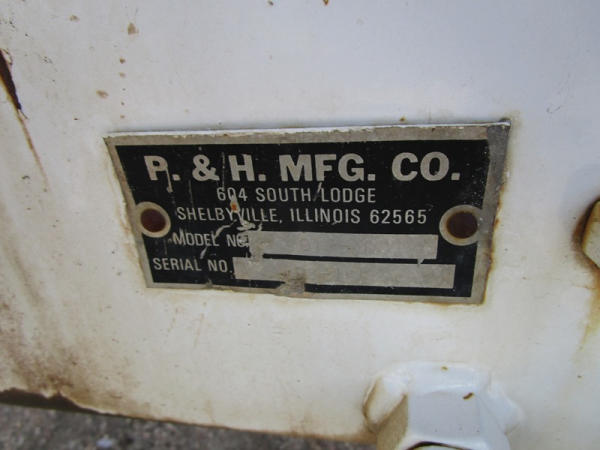 P. & H. MFG. CO.
604 SOUTH LODGE
SHELBYVILLE, ILLINOIS 62565
MODEL NO.
SERIAL NO.